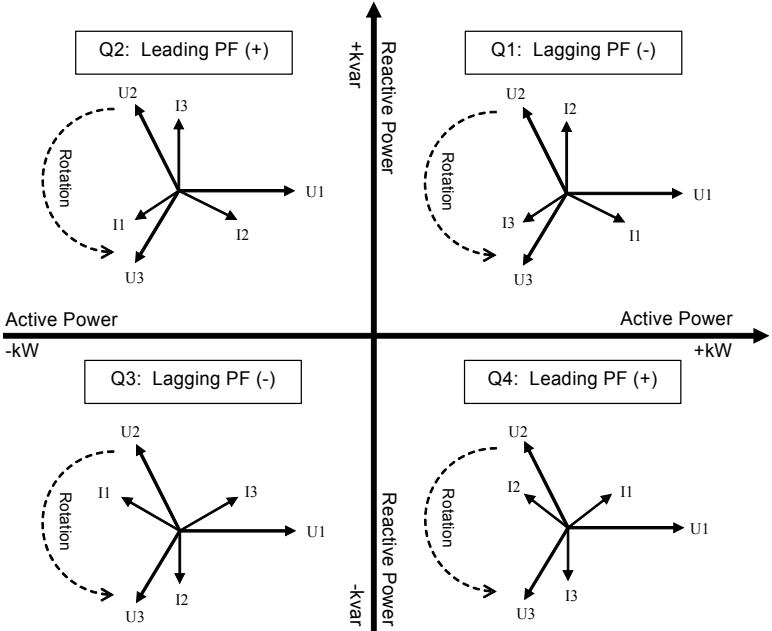 Q2:  Leading PF (+)
U2
I3
Rotation
U1
I1
I2
U3
+kvar
Reactive Power
Q1:  Lagging PF (-)
U2
I2
Rotation
U1
I3
I1
U3
Active Power
-kW
Active Power
+kW
Q3:  Lagging PF (-)
U2
I1
I3
Rotation
U1
I2
U3
Reactive Power
-kvar
Q4:  Leading PF (+)
U2
I2
I1
Rotation
U1
I3
U3